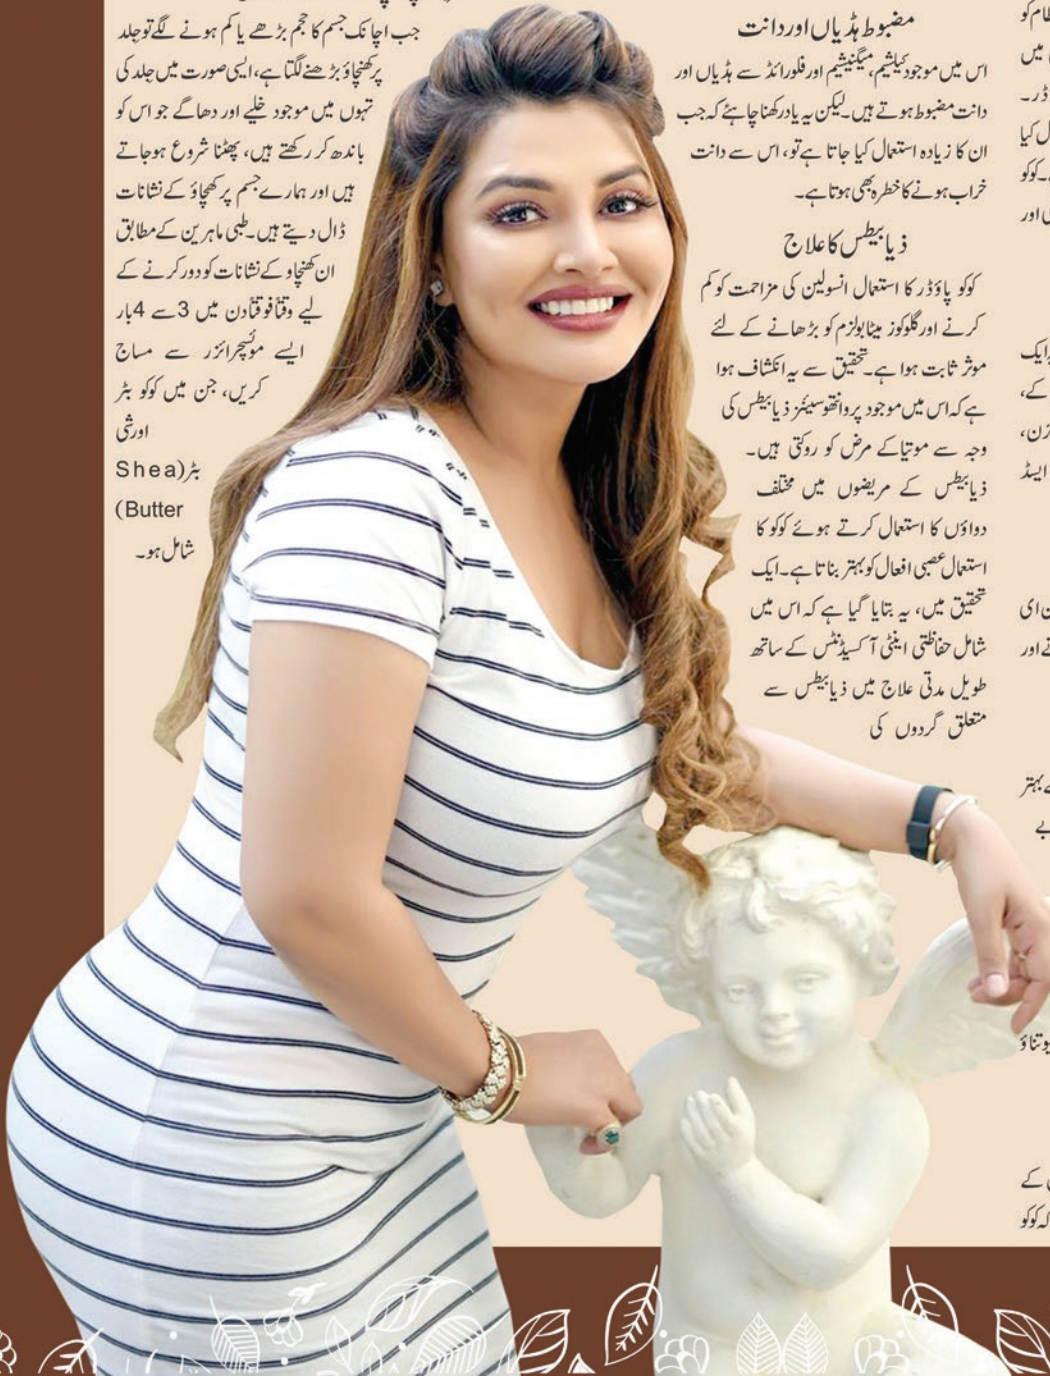 مضبوط ہڈیاں اور دانت
اس میں موجود کیلشیم، میگنیشیم اور فلورائڈ سے ہڈیاں اور
دانت مضبوط ہوتے ہیں۔ لیکن یہ یاد رکھنا چاہئے کہ جب
ان کا زیادہ استعمال کیا جاتا ہے تو، اس سے دانت
خراب ہونے کا خطرہ بھی ہوتا ہے۔
ذیابیطس کا علاج
کوکو پاؤڈر کا استعمال انسولین کی مزاحمت کو کم
کرنے اور گلوکوز میٹابولزم کو بڑھانے کے لئے
موثر ثابت ہوا ہے۔ تحقیق سے یہ انکشاف ہوا
ہے کہ اس میں موجود پروانتھوسینئز ذیابیطس کی
وجہ سے موتیا کے مرض کو روکتی ہیں۔
ذیابیطس کے مریضوں میں مختلف
دواؤں کا استعمال کرتے ہوئے کوکو کا
استعمال عصبی افعال کو بہتر بناتا ہے۔ ایک
تحقیق میں، یہ بتایا گیا ہے کہ اس میں
شامل حفاظتی اینٹی آکسیڈنٹس کے ساتھ
طویل مدتی علاج میں ذیابیطس سے
متعلق گردوں کی
جب اچانک جسم کا حجم بڑھے یا کم ہونے لگے تو جلد
پر کھنچاؤ بڑھنے لگتا ہے، ایسی صورت میں جلد کی
تہوں میں موجود خلیے اور دھاگے جو اس کو
باندھ کر رکھتے ہیں، پھٹنا شروع ہو جاتے
ہیں اور ہمارے جسم پر کھچاؤ کے نشانات
ڈال دیتے ہیں۔ طبی ماہرین کے مطابق
ان کھنچاو کے نشانات کو دور کرنے کے
لیے وقتاً فوقتاً دن میں 3 سے 4 بار
ایسے موئسچرائزر سے مساج
کریں، جن میں کوکو بٹر
اور شی
بٹر (Shea
Butter)
شامل ہو۔